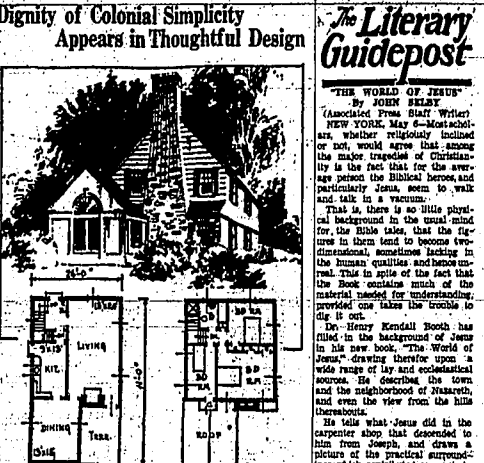 Dignity of Colonial Simplicity
Appears in Thoughtful Design
The Literary
Guidepost
"THE WORLD OF JESUS"
By JOHN SELBY
(Associated Press Staff Writer)
NEW YORK, May 6—Most schol-
ars, whether religiously inclined
or not, would agree that among
the major tragedies of Christian-
ity is the fact that for the aver-
age person the Biblical heroes, and
particularly Jesus, seem to walk
and talk in a vacuum.
That is, there is so little physi-
cal background in the usual mind
for the Bible tales, that the fig-
ures in them tend to become two-
dimensional, sometimes lacking in
the human qualities and hence un-
real. This in spite of the fact that
the Book contains much of the
material needed for understanding,
provided one takes the trouble to
dig it out.
Dr. Henry Kendall Booth has
filled in the background of Jesus
in his new book, "The World of
Jesus," drawing therefor upon a
wide range of lay and ecclesiastical
sources. He describes the town
and the neighborhood of Nazareth,
and even the view from the hills
thereabouts.
He tells what Jesus did in the
carpenter shop that descended to
him from Joseph, and draws a
picture of the practical surround-
LIVING
KIT.
DINING
TERR.
BD RM
BD
RM
BD
RM
ROOF